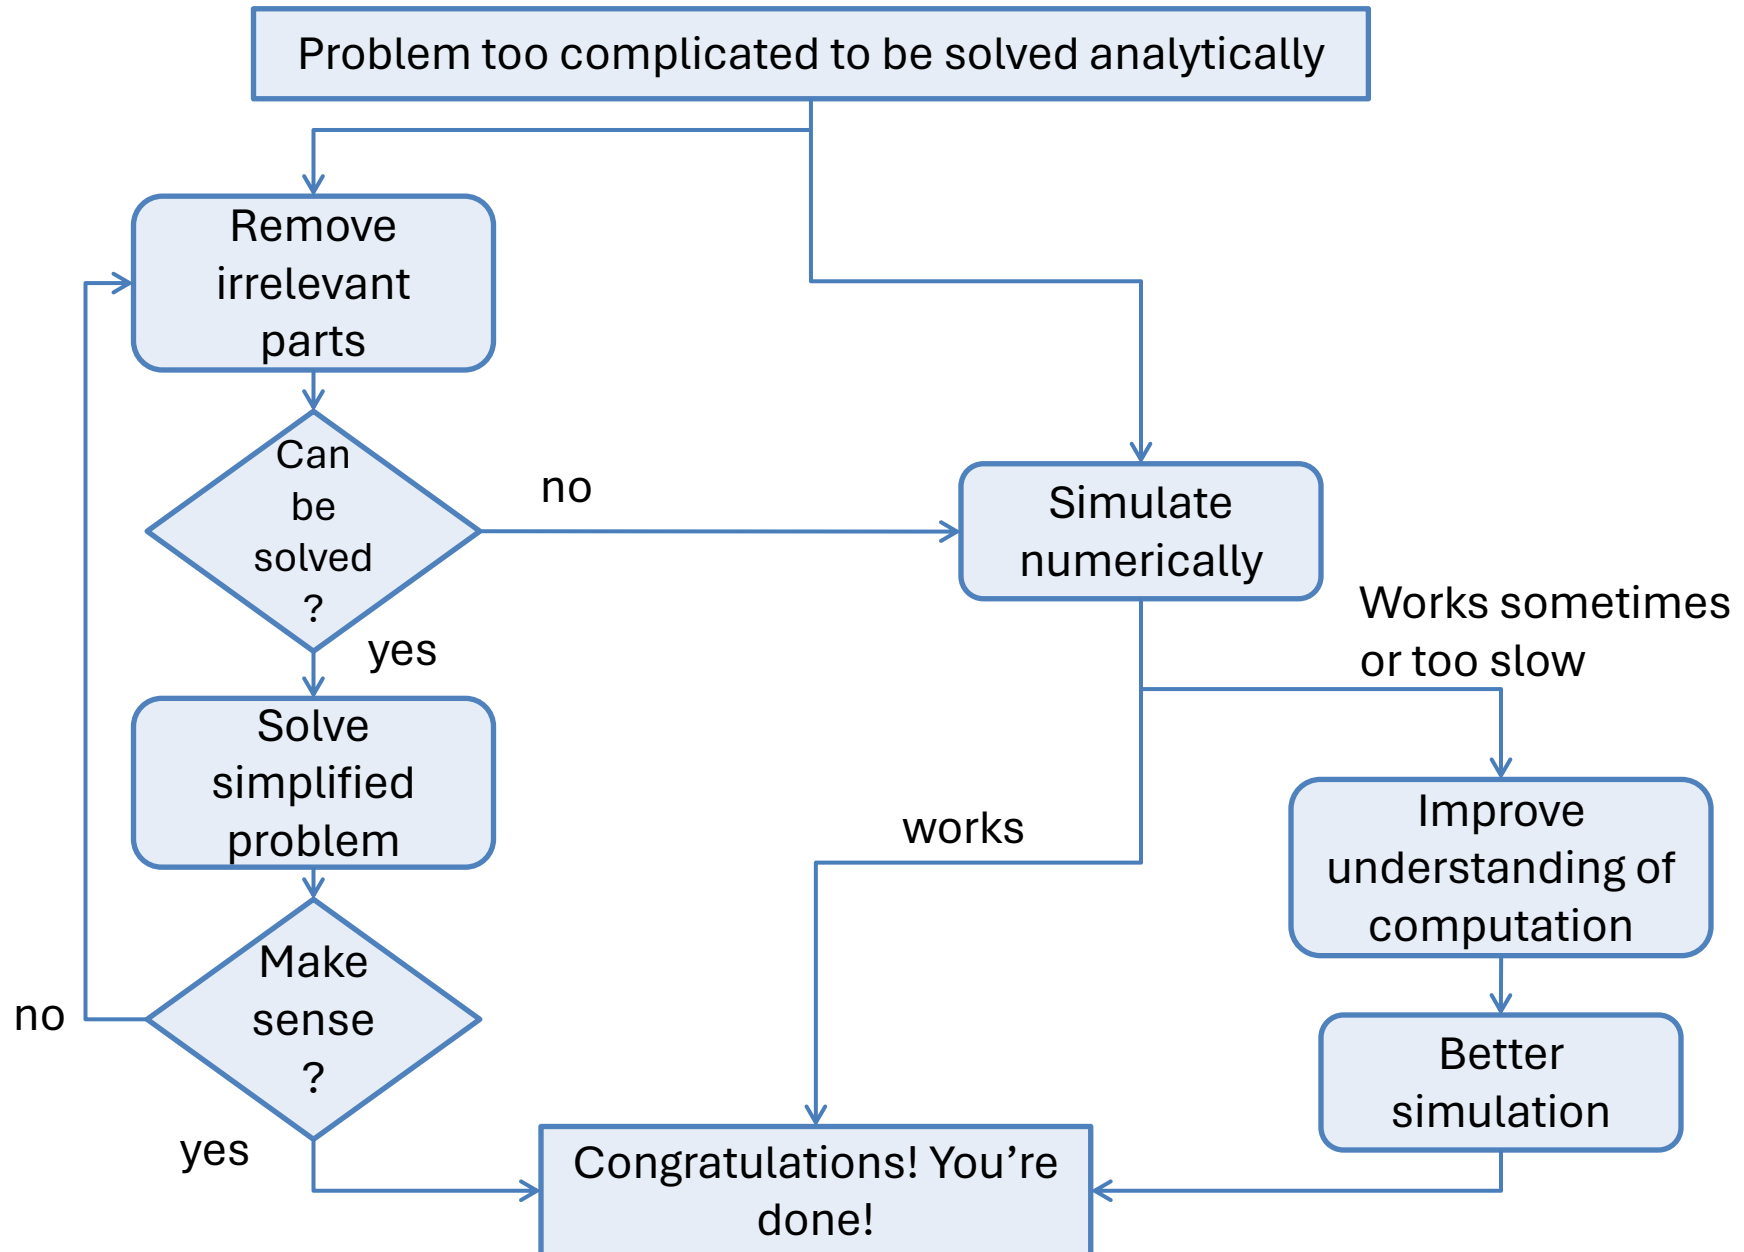 Problem too complicated to be solved analytically
Remove
irrelevant
parts
Can
be
solved
?
no
yes
Simulate
numerically
Works sometimes
or too slow
Solve
simplified
problem
works
Improve
understanding of
computation
Make
sense
?
no
yes
Better
simulation
Congratulations! You’re
done!